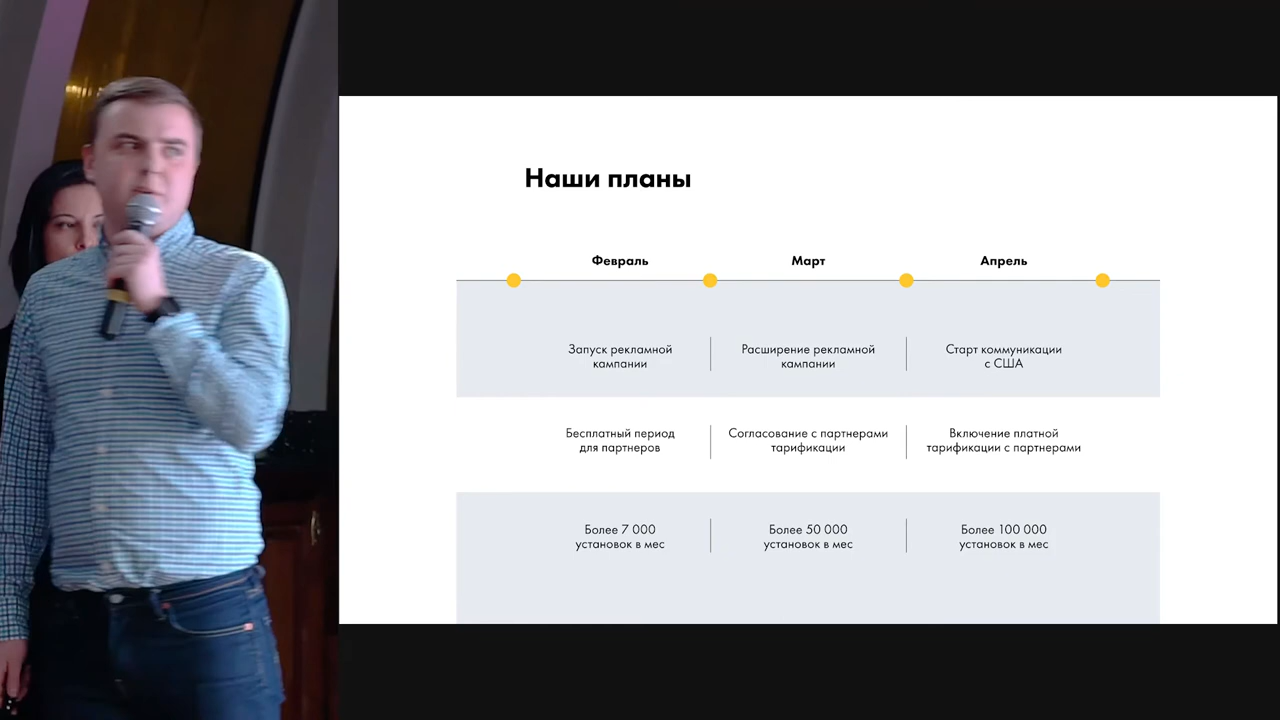 Наши планы
Февраль
Март
Апрель
Запуск рекламной
кампании
Расширение рекламной
кампании
Старт коммуникации
с США
Бесплатный период
для партнеров
Согласование с партнерами
тарификации
Включение платной
тарификации с партнерами
Более 7 000
установок в мес
Более 50 000
установок в мес
Более 100 000
установок в мес